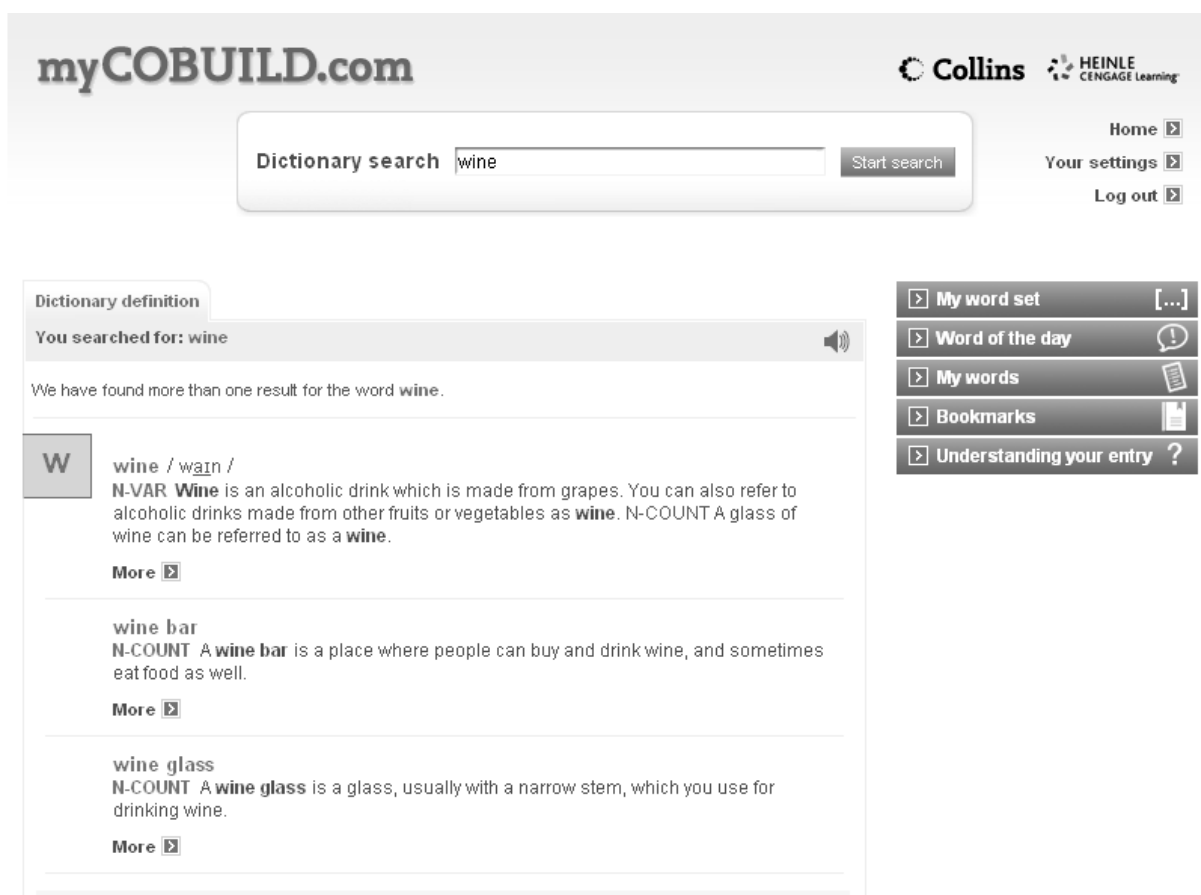 myCOBUILD.com
Collins
HEINLE
CENGAGE Learning
Home
Dictionary search wine Start search
Your settings
Log out
Dictionary definition
You searched for: wine
We have found more than one result for the word wine.
W
wine / waɪn /
N-VAR Wine is an alcoholic drink which is made from grapes. You can also refer to
alcoholic drinks made from other fruits or vegetables as wine. N-COUNT A glass of
wine can be referred to as a wine.
More
wine bar
N-COUNT A wine bar is a place where people can buy and drink wine, and sometimes
eat food as well.
More
wine glass
N-COUNT A wine glass is a glass, usually with a narrow stem, which you use for
drinking wine.
More
My word set [...]
Word of the day
My words
Bookmarks
Understanding your entry ?